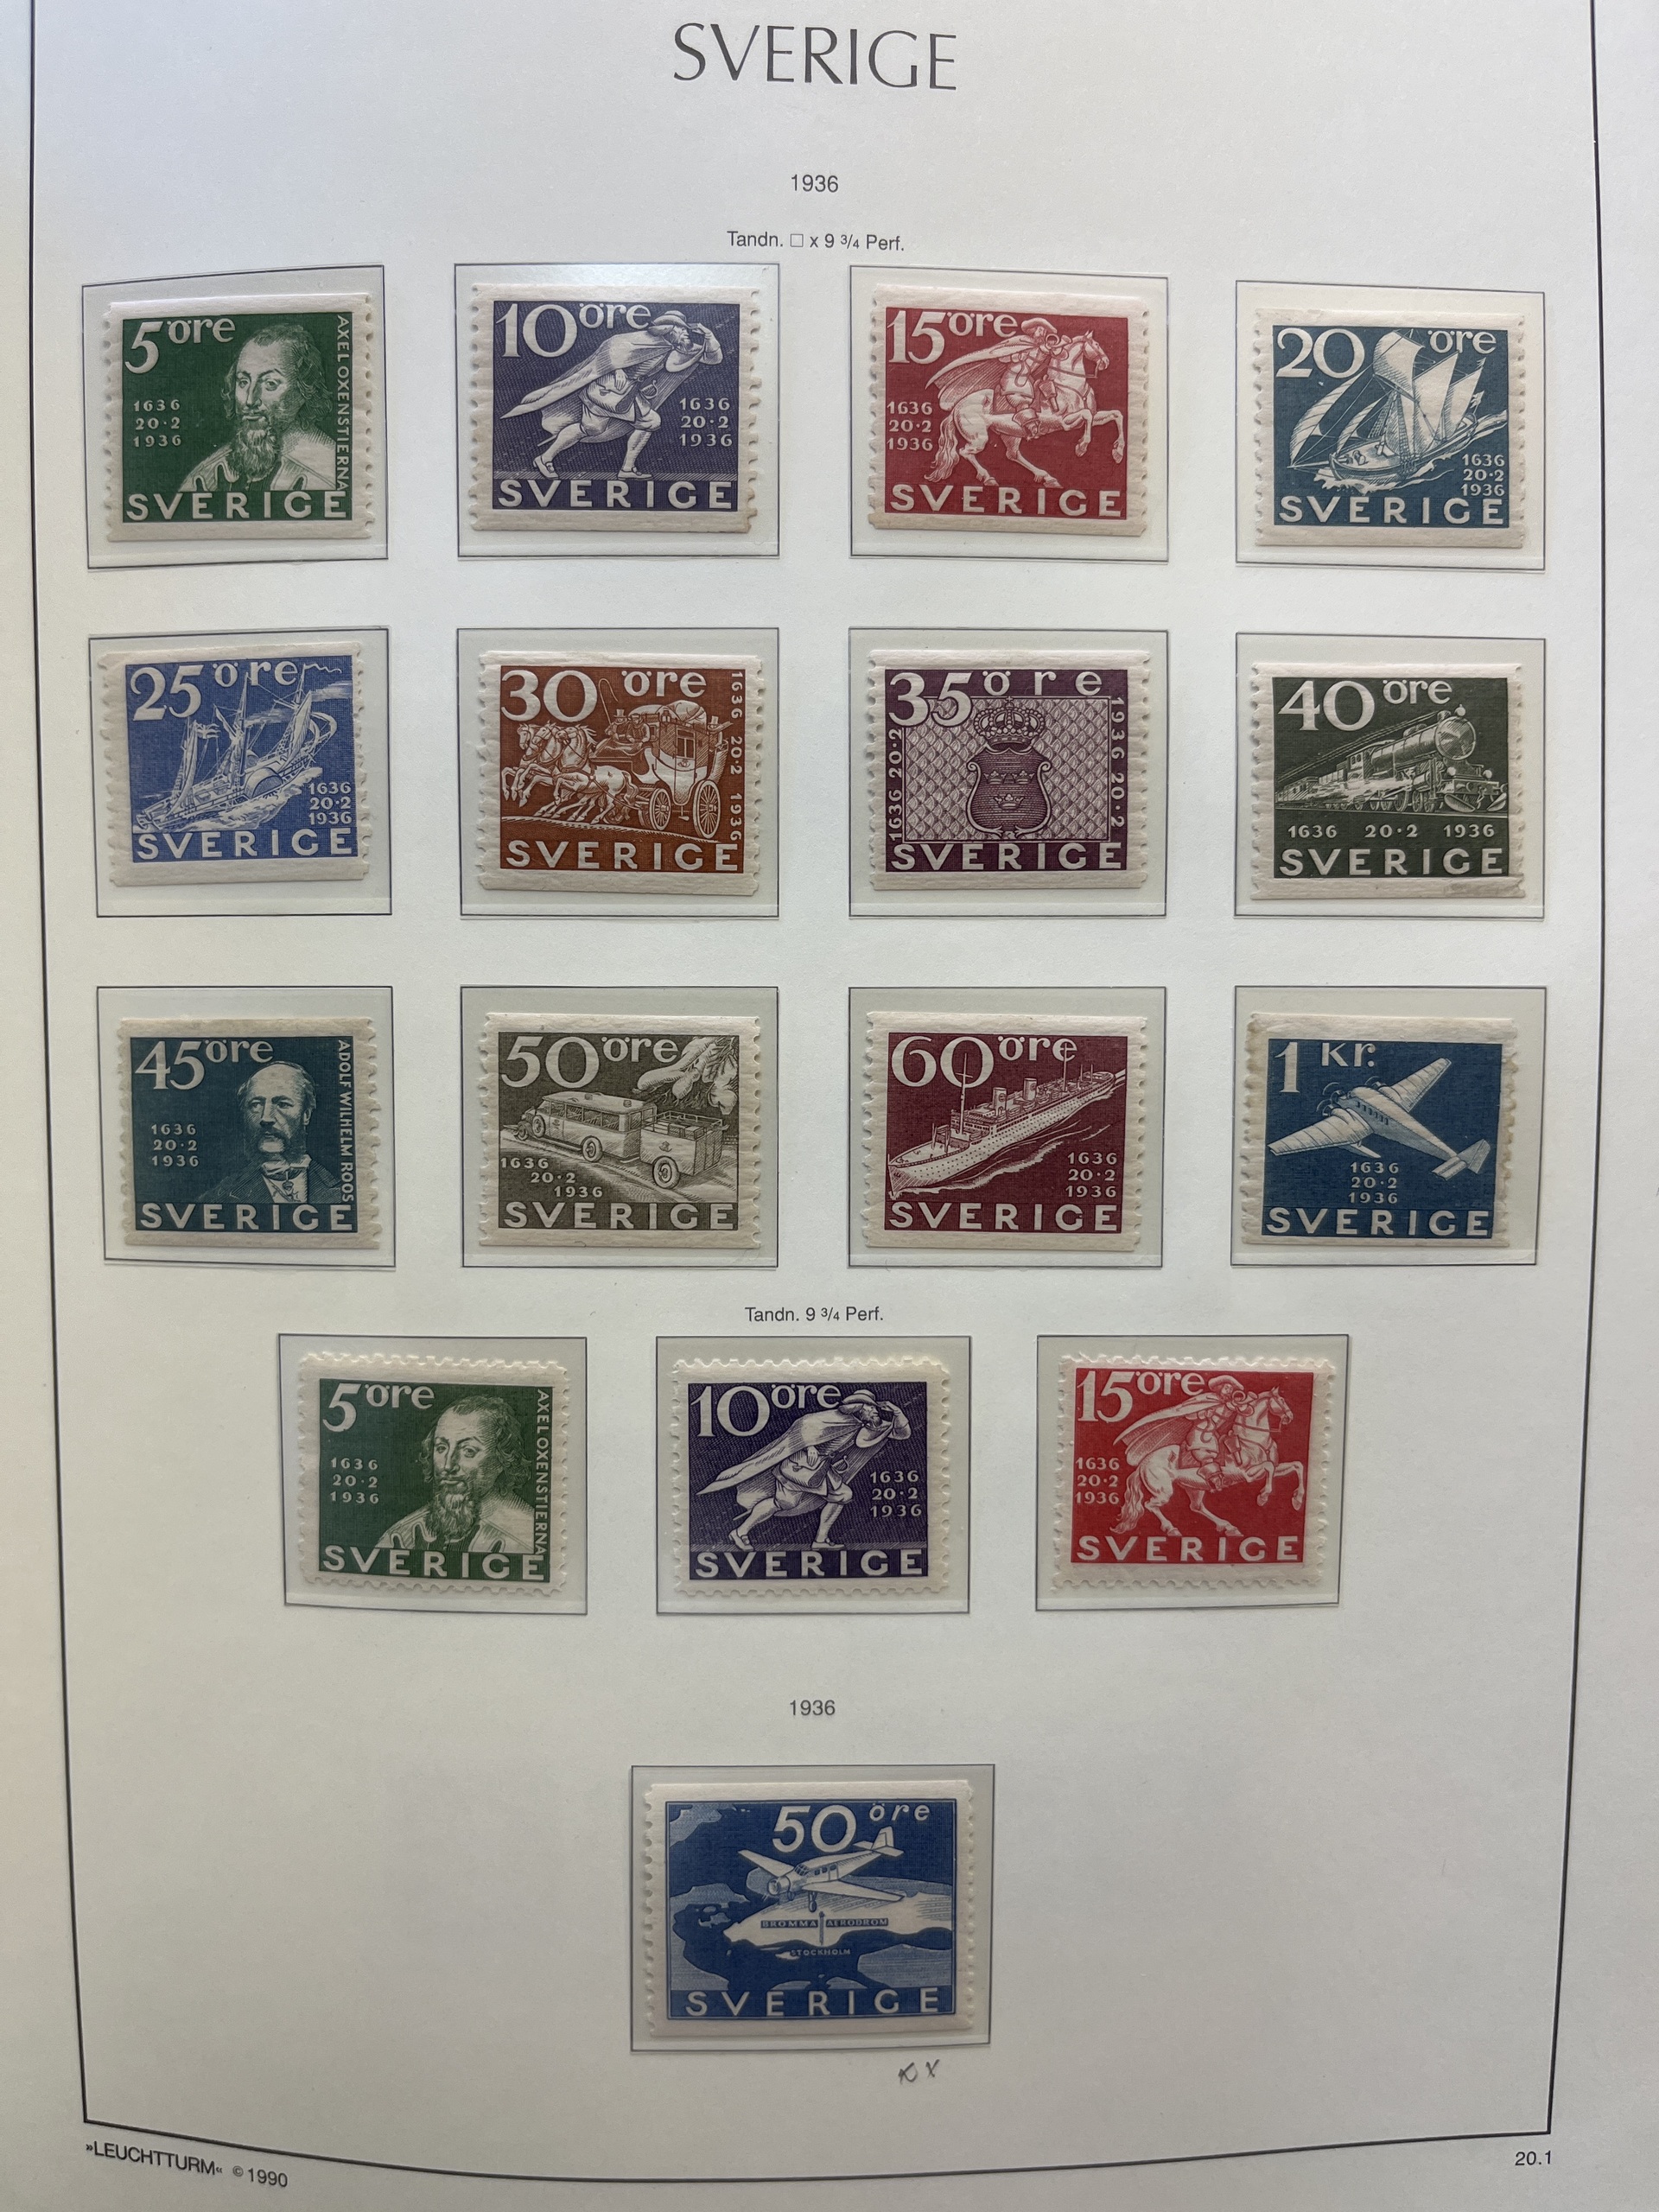 SVERIGE
1936
Tandn. □ x 9 3/4 Perf.
5 öre
AXEL OXENSTIERNA
1636
20·2
1936
SVERIGE
10 öre
1636
20·2
1936
SVERIGE
15 öre
1636
20·2
1936
SVERIGE
20 öre
1636
20·2
1936
SVERIGE
25 öre
1636
20·2
1936
SVERIGE
30 öre
1636 20·2 1936
SVERIGE
35 öre
1636 20·2
1936 20·2
SVERIGE
40 öre
1636 20·2 1936
SVERIGE
45 öre
ADOLF WILHELM ROOS
1636
20·2
1936
SVERIGE
50 öre
1636
20·2
1936
SVERIGE
60 öre
1636
20·2
1936
SVERIGE
1 Kr.
1636
20·2
1936
SVERIGE
Tandn. 9 3/4 Perf.
5 öre
AXEL OXENSTIERNA
1636
20·2
1936
SVERIGE
10 öre
1636
20·2
1936
SVERIGE
15 öre
1636
20·2
1936
SVERIGE
1936
50 öre
BROMMA AERODROM
STOCKHOLM
SVERIGE
»LEUCHTTURM« © 1990
20.1